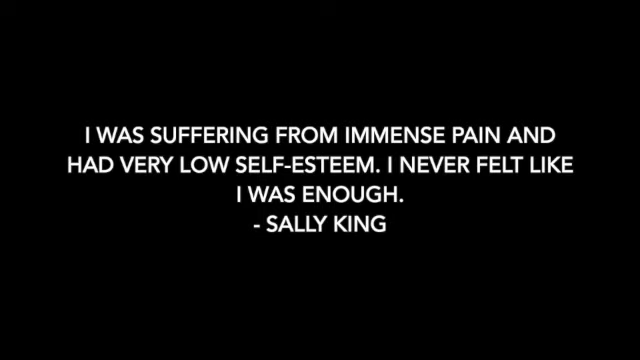 I WAS SUFFERING FROM IMMENSE PAIN AND
HAD VERY LOW SELF-ESTEEM. I NEVER FELT LIKE
I WAS ENOUGH.
- SALLY KING